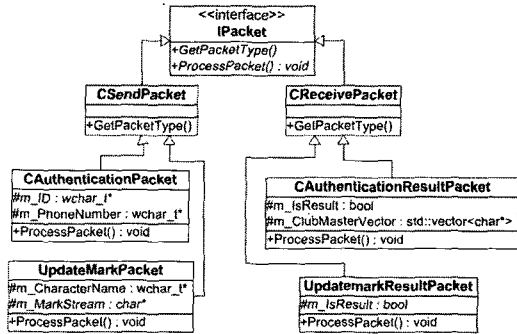 <<interface>>
IPacket
+GetPacketType()
+ProcessPacket() : void
CSendPacket
+GetPacketType()
CReceivePacket
+GetPacketType()
CAuthenticationPacket
#m_ID : wchar_t*
#m_PhoneNumber : wchar_t*
+ProcessPacket() : void
CAuthenticationResultPacket
#m_IsResult : bool
#m_ClubMasterVector : std::vector<char*>
+ProcessPacket() : void
UpdateMarkPacket
#m_CharacterName : wchar_t*
#m_MarkStream : char*
+ProcessPacket() : void
UpdatemarkResultPacket
#m_IsResult : bool
+ProcessPacket() : void